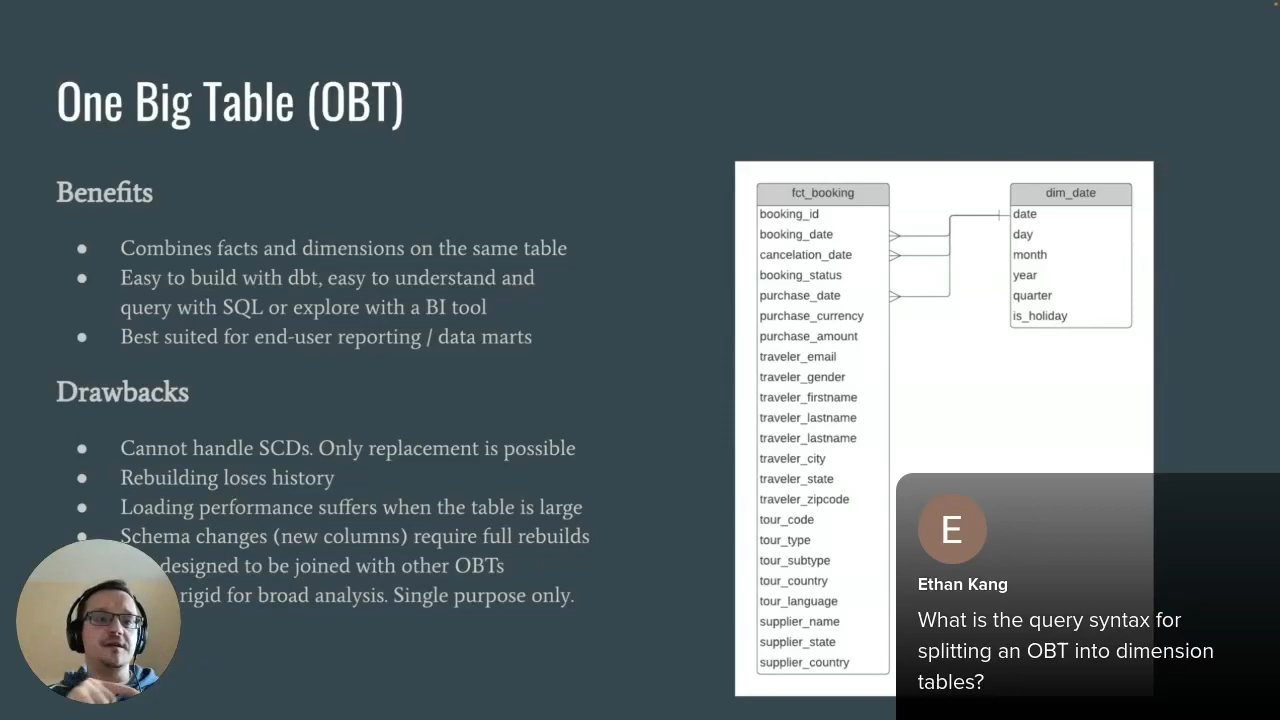 One Big Table (OBT)
Benefits
● Combines facts and dimensions on the same table
● Easy to build with dbt, easy to understand and
query with SQL or explore with a BI tool
● Best suited for end-user reporting / data marts
Drawbacks
● Cannot handle SCDs. Only replacement is possible
● Rebuilding loses history
● Loading performance suffers when the table is large
● Schema changes (new columns) require full rebuilds
designed to be joined with other OBTs
rigid for broad analysis. Single purpose only.
fct_booking
booking_id
booking_date
cancelation_date
booking_status
purchase_date
purchase_currency
purchase_amount
traveler_email
traveler_gender
traveler_firstname
traveler_lastname
traveler_lastname
traveler_city
traveler_state
traveler_zipcode
tour_code
tour_type
tour_subtype
tour_country
tour_language
supplier_name
supplier_state
supplier_country
dim_date
date
day
month
year
quarter
is_holiday
E
Ethan Kang
What is the query syntax for
splitting an OBT into dimension
tables?